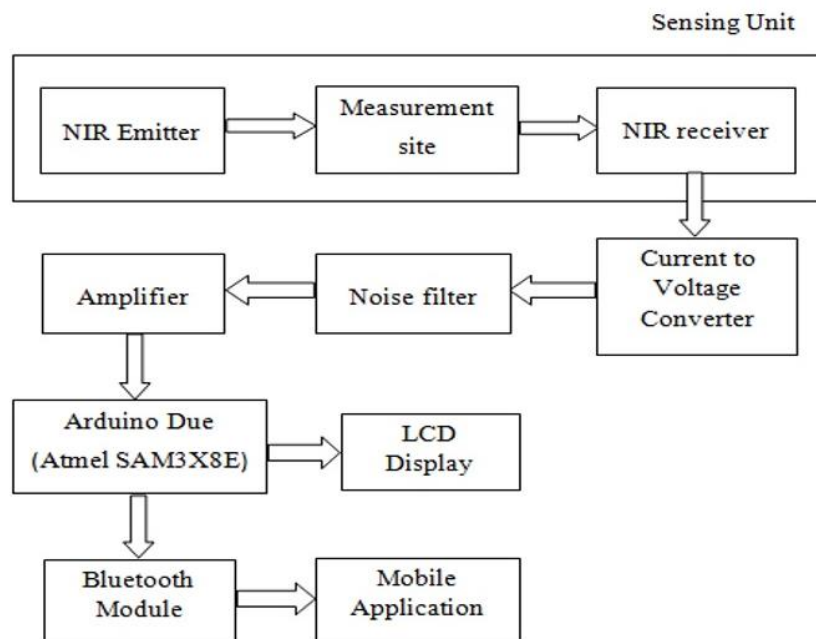 Sensing Unit
NIR Emitter
Measurement
site
NIR receiver
Current to
Voltage
Converter
Noise filter
Amplifier
Arduino Due
(Atmel SAM3X8E)
LCD
Display
Bluetooth
Module
Mobile
Application